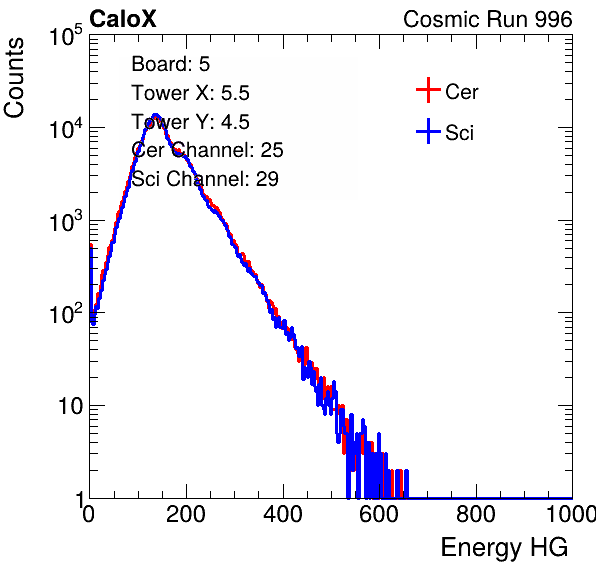 CaloX Cosmic Run 996
Counts
10^5
10^4
10^3
10^2
10
1
Board: 5
Tower X: 5.5
Tower Y: 4.5
Cer Channel: 25
Sci Channel: 29
Cer
Sci
0 200 400 600 800 1000
Energy HG